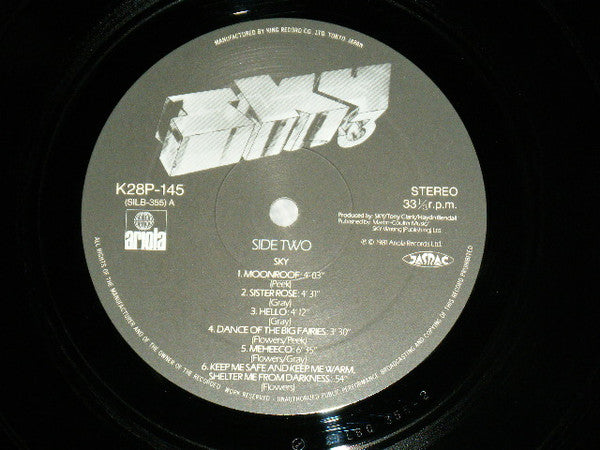 MANUFACTURED BY KING RECORD CO. LTD. TOKYO JAPAN
SKY
3
K28P-145
(SILB-355) A
ariola
STEREO
33⅓ r.p.m.
Produced by: SKY/Tony Clark/Haydn Bendall
Published by: Martin-Coulter Music/
SKY Writing (Publishing) Ltd.
℗ © 1981 Ariola Records Ltd.
JASRAC
SIDE TWO
SKY
1. MOONROOF: 4'03"
(Peek)
2. SISTER ROSE: 4'31"
(Gray)
3. HELLO: 4'12"
(Gray)
4. DANCE OF THE BIG FAIRIES: 3'30"
(Flowers/Peek)
5. MEHEECO: 6'35"
(Flowers/Gray)
6. KEEP ME SAFE AND KEEP ME WARM,
SHELTER ME FROM DARKNESS: 54"
(Flowers)
ALL RIGHTS OF THE MANUFACTURER AND OF THE OWNER OF THE RECORDED WORK RESERVED - UNAUTHORIZED PUBLIC PERFORMANCE BROADCASTING AND COPYING OF THIS RECORD PROHIBITED